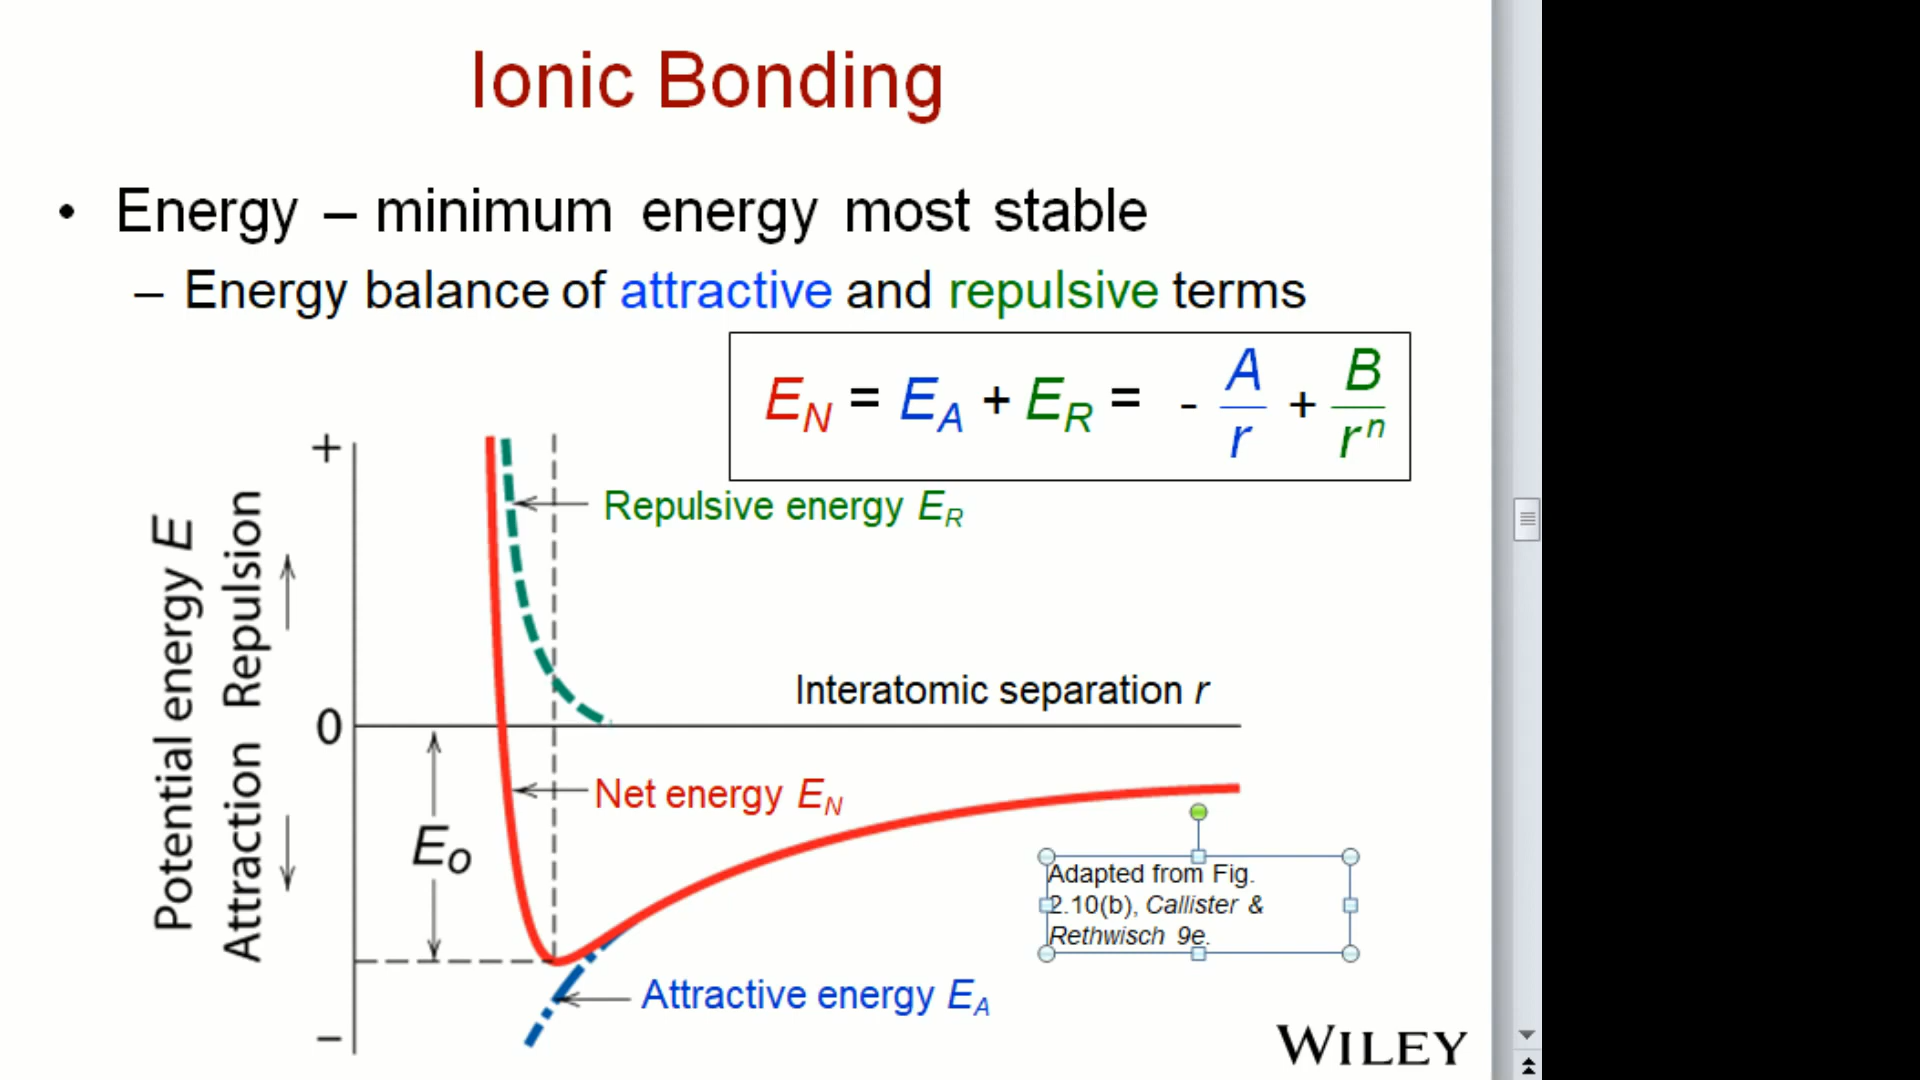 Ionic Bonding
• Energy – minimum energy most stable
– Energy balance of attractive and repulsive terms
E_N = E_A + E_R = - A/r + B/r^n
+
Repulsive energy E_R
Potential energy E
Attraction Repulsion
Interatomic separation r
0
Net energy E_N
E_O
Adapted from Fig.
2.10(b), Callister &
Rethwisch 9e.
Attractive energy E_A
–
WILEY